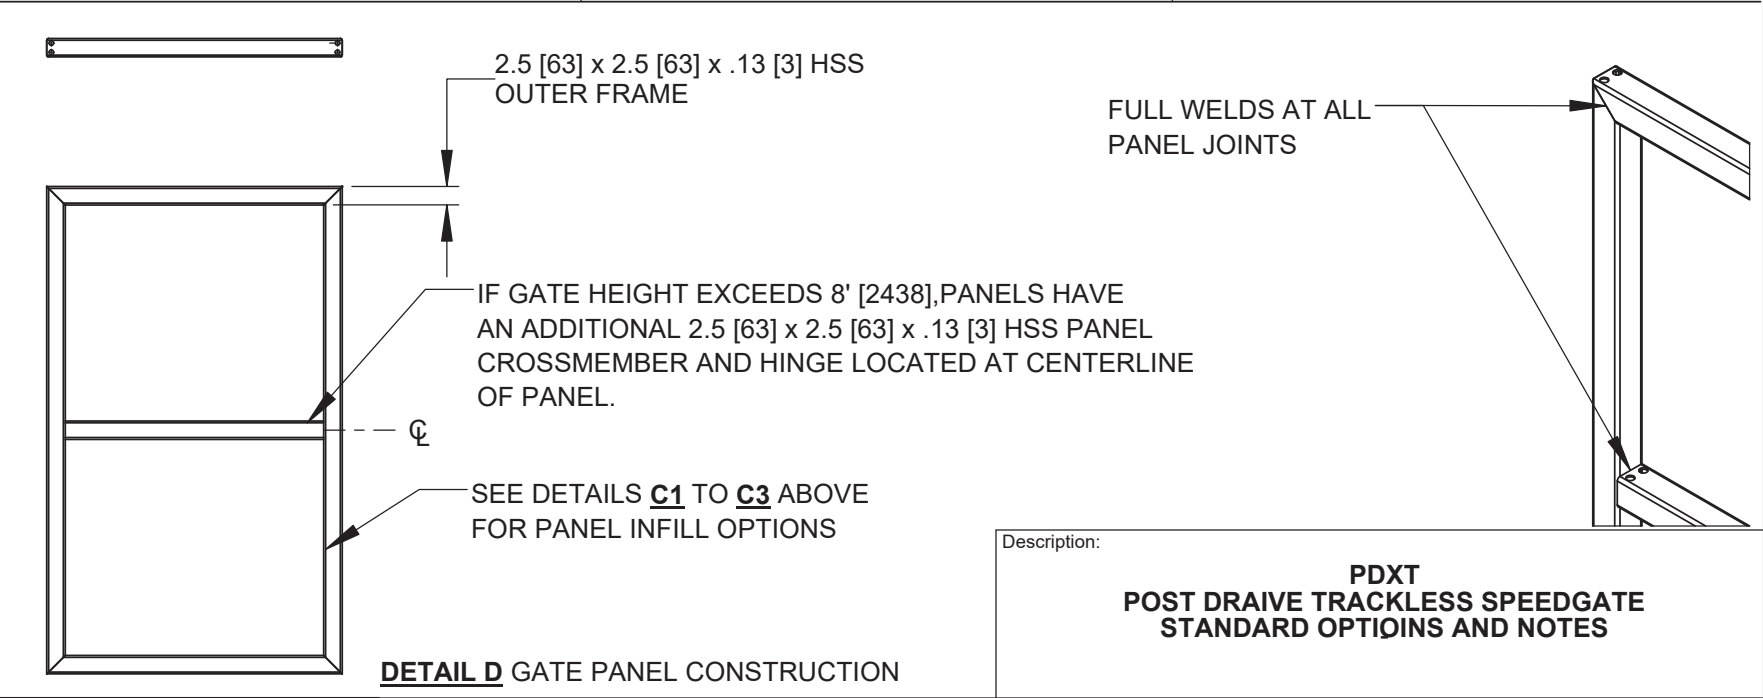 2.5 [63] x 2.5 [63] x .13 [3] HSS
OUTER FRAME
FULL WELDS AT ALL
PANEL JOINTS
IF GATE HEIGHT EXCEEDS 8' [2438],PANELS HAVE
AN ADDITIONAL 2.5 [63] x 2.5 [63] x .13 [3] HSS PANEL
CROSSMEMBER AND HINGE LOCATED AT CENTERLINE
OF PANEL.
℄
SEE DETAILS C1 TO C3 ABOVE
FOR PANEL INFILL OPTIONS
DETAIL D GATE PANEL CONSTRUCTION
Description:
PDXT
POST DRAIVE TRACKLESS SPEEDGATE
STANDARD OPTIOINS AND NOTES